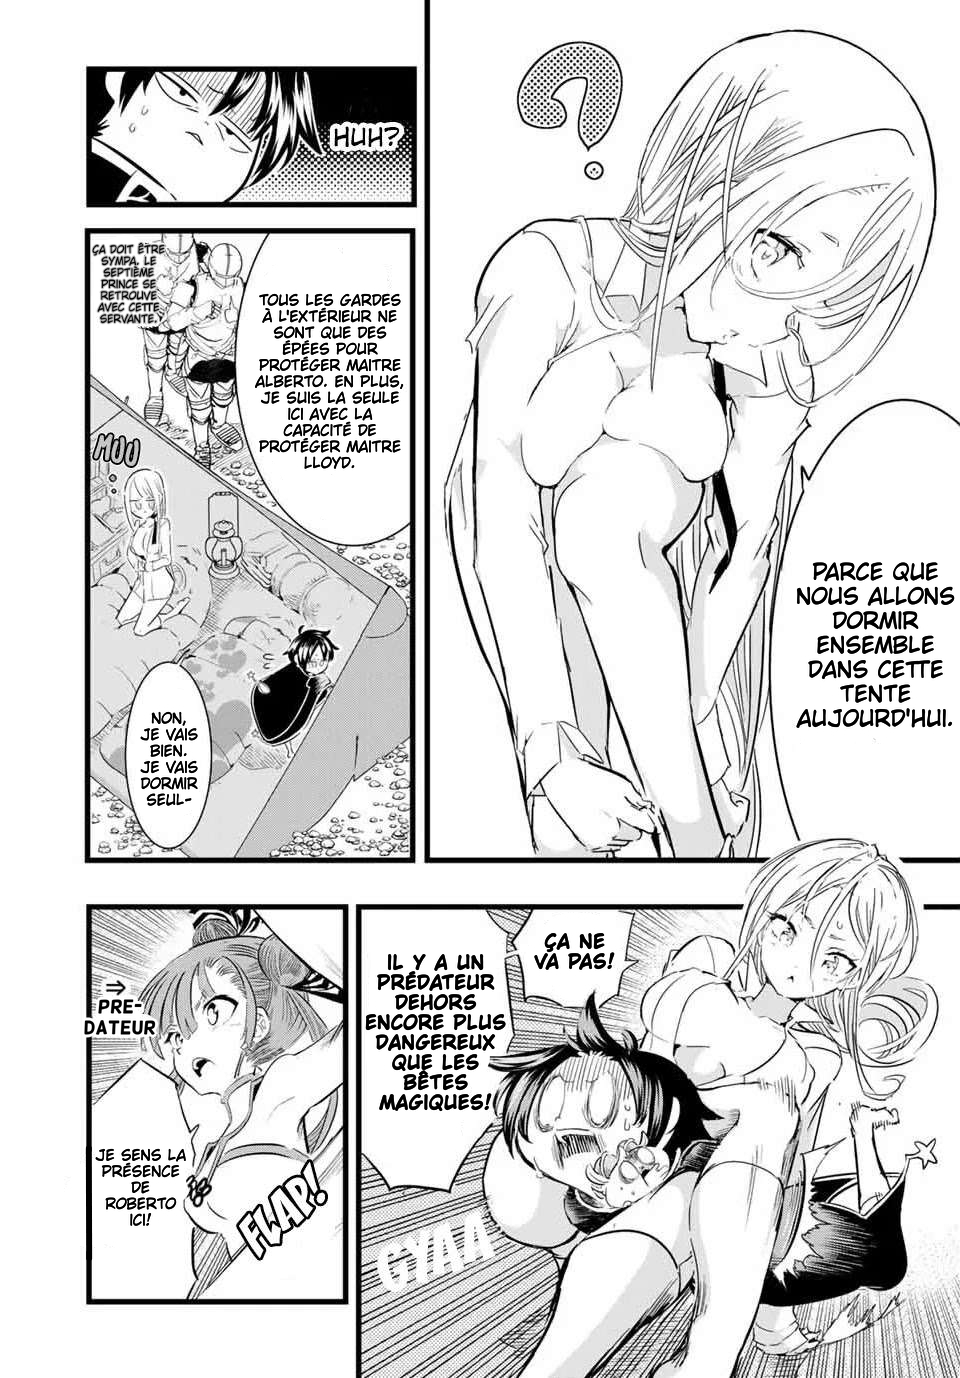 ?
PARCE QUE
NOUS ALLONS
DORMIR
ENSEMBLE
DANS CETTE
TENTE
AUJOURD'HUI.
HUH?
ÇA DOIT ÊTRE
SYMPA. LE
SEPTIÈME
PRINCE SE
RETROUVE
AVEC CETTE
SERVANTE.
TOUS LES GARDES
À L'EXTÉRIEUR NE
SONT QUE DES
ÉPÉES POUR
PROTÉGER MAITRE
ALBERTO. EN PLUS,
JE SUIS LA SEULE
ICI AVEC LA
CAPACITÉ DE
PROTÉGER MAITRE
LLOYD.
MUU
NON,
JE VAIS
BIEN.
JE VAIS
DORMIR
SEUL-
ÇA NE
VA PAS!
IL Y A UN
PRÉDATEUR
DEHORS
ENCORE PLUS
DANGEREUX
QUE LES
BÊTES
MAGIQUES!
GYAA
⇒
PRE-
DATEUR
JE SENS LA
PRÉSENCE
DE
ROBERTO
ICI!
FLAP!